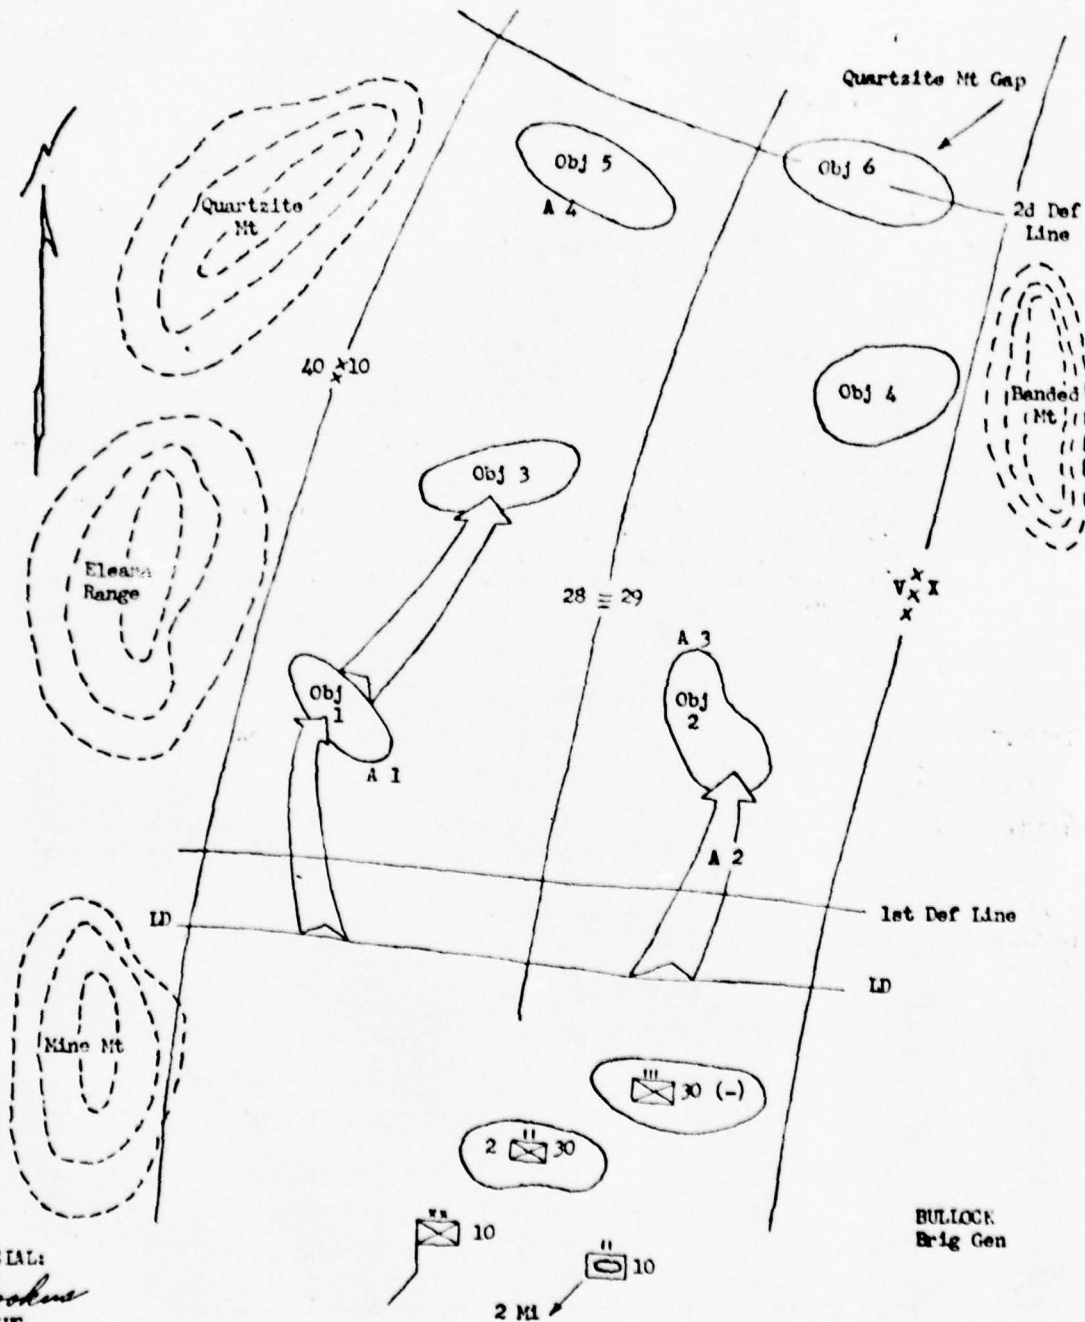 Quartzite Mt Gap
Obj 5
Obj 6
A 4
Quartzite
Mt
2d Def
Line
40 10
Obj 4
Banded
Mt
Obj 3
Eleana
Range
28 29
V X
A 3
Obj
1
Obj
2
A 1
A 2
1st Def Line
LD
LD
Mine Mt
30 (-)
2 30
10
10
2 Mi
BULLOCK
Brig Gen